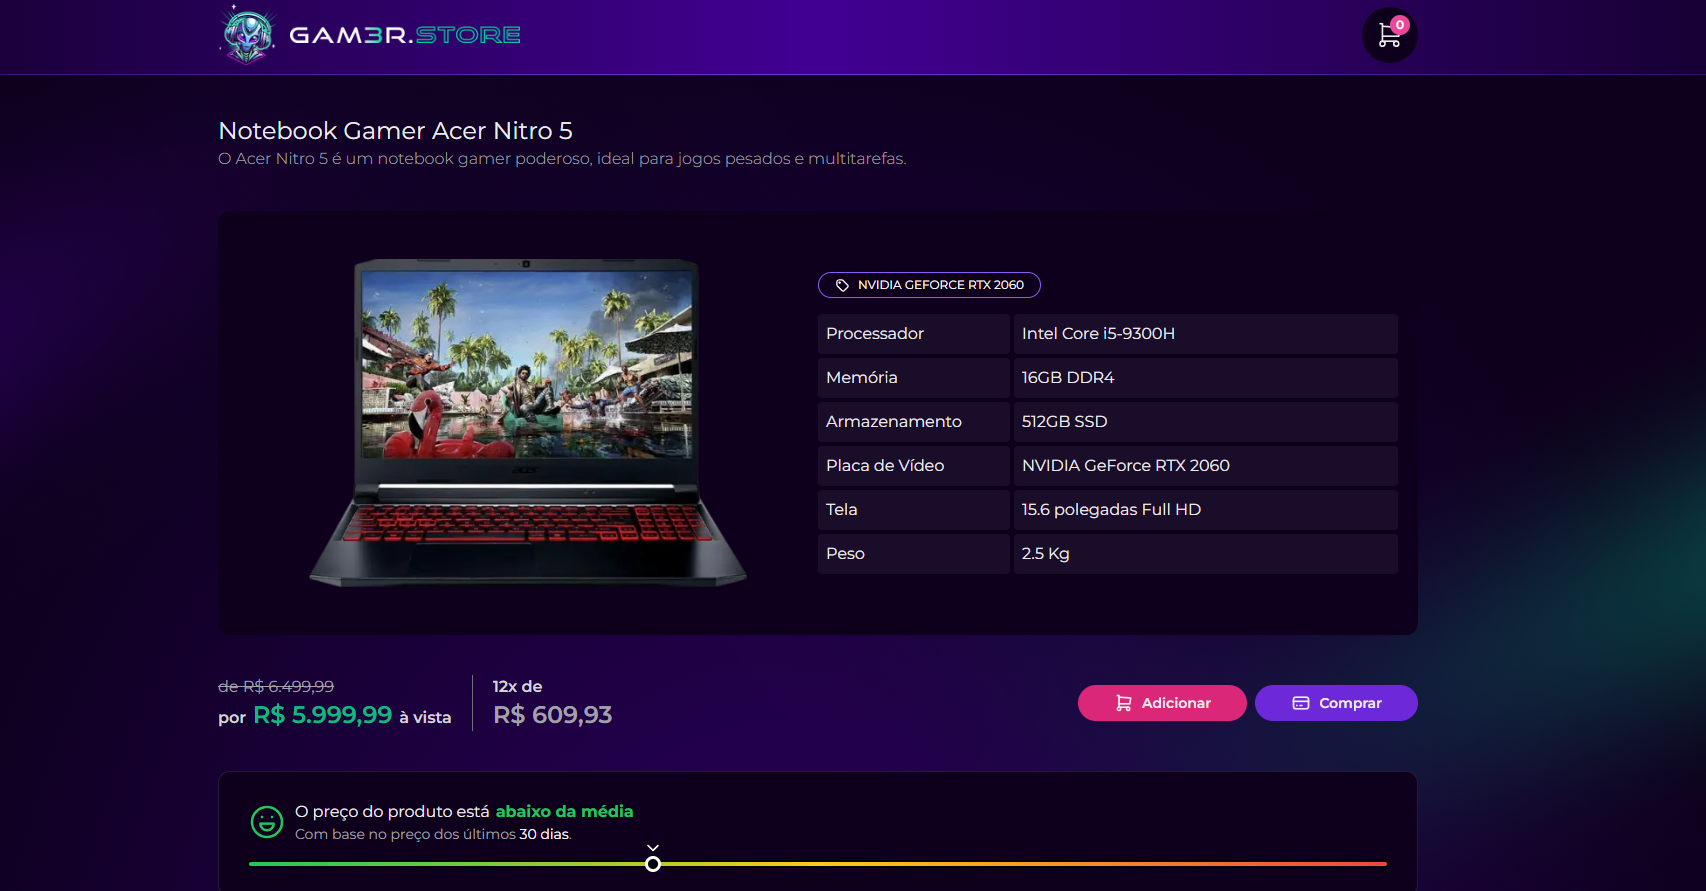 GAM3R.STORE
0
Notebook Gamer Acer Nitro 5
O Acer Nitro 5 é um notebook gamer poderoso, ideal para jogos pesados e multitarefas.
acer
NVIDIA GEFORCE RTX 2060
Processador Intel Core i5-9300H
Memória 16GB DDR4
Armazenamento 512GB SSD
Placa de Vídeo NVIDIA GeForce RTX 2060
Tela 15.6 polegadas Full HD
Peso 2.5 Kg
de R$ 6.499,99
por R$ 5.999,99 à vista
12x de
R$ 609,93
Adicionar
Comprar
O preço do produto está abaixo da média
Com base no preço dos últimos 30 dias.